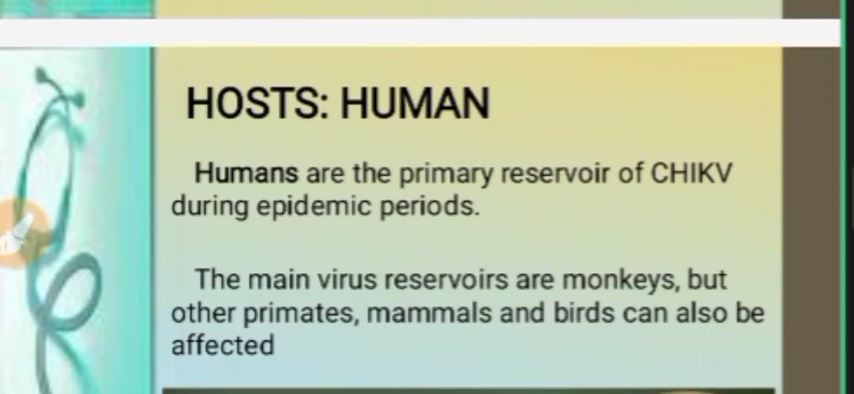 HOSTS: HUMAN
Humans are the primary reservoir of CHIKV
during epidemic periods.
The main virus reservoirs are monkeys, but
other primates, mammals and birds can also be
affected